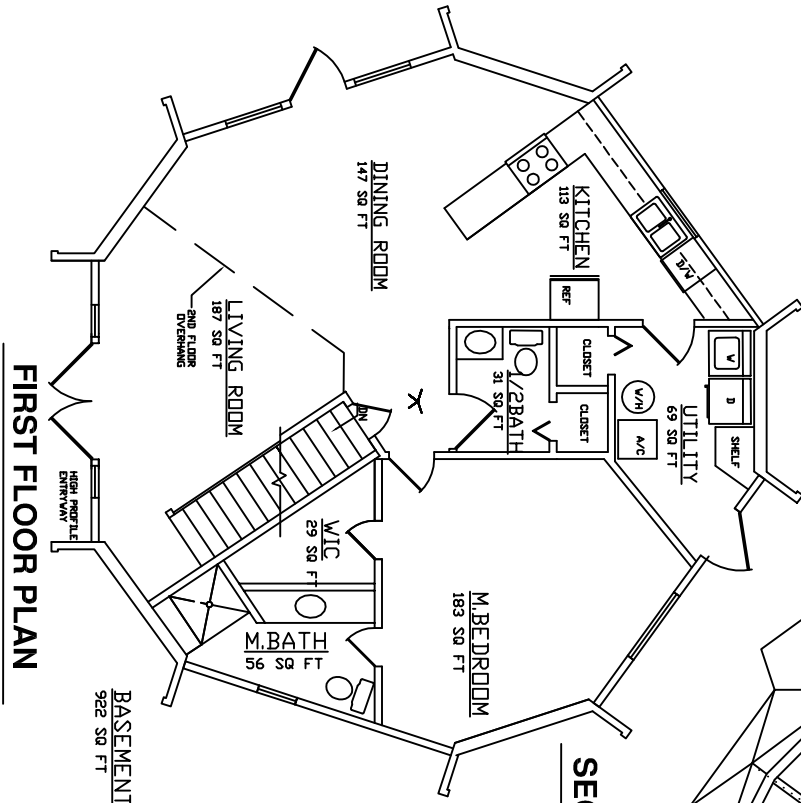 KITCHEN
113 SQ FT
D/W
REF
DINING ROOM
147 SQ FT
LIVING ROOM
187 SQ FT
2ND FLOOR
OVERHANG
DN
CLOSET
CLOSET
1/2BATH
31 SQ FT
W
D
SHELF
W/H
A/C
UTILITY
69 SQ FT
WIC
29 SQ FT
M.BATH
56 SQ FT
M.BEDROOM
183 SQ FT
HIGH PROFILE
ENTRYWAY
BASEMENT
922 SQ FT
FIRST FLOOR PLAN
SEC